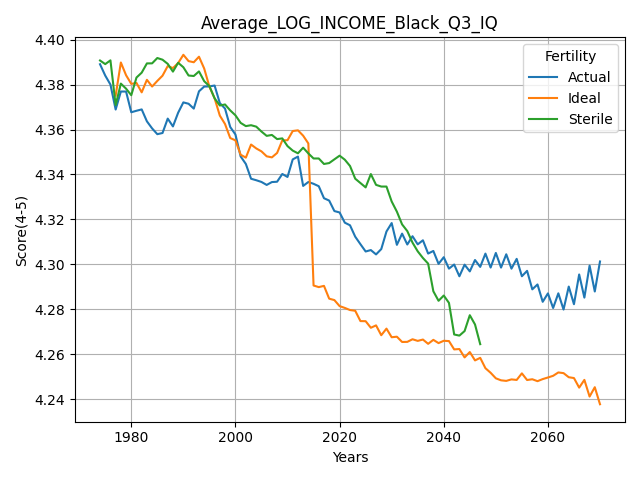 Average_LOG_INCOME_Black_Q3_IQ
Score(4-5)
4.40
4.38
4.36
4.34
4.32
4.30
4.28
4.26
4.24
Fertility
Actual
Ideal
Sterile
1980
2000
2020
2040
2060
Years